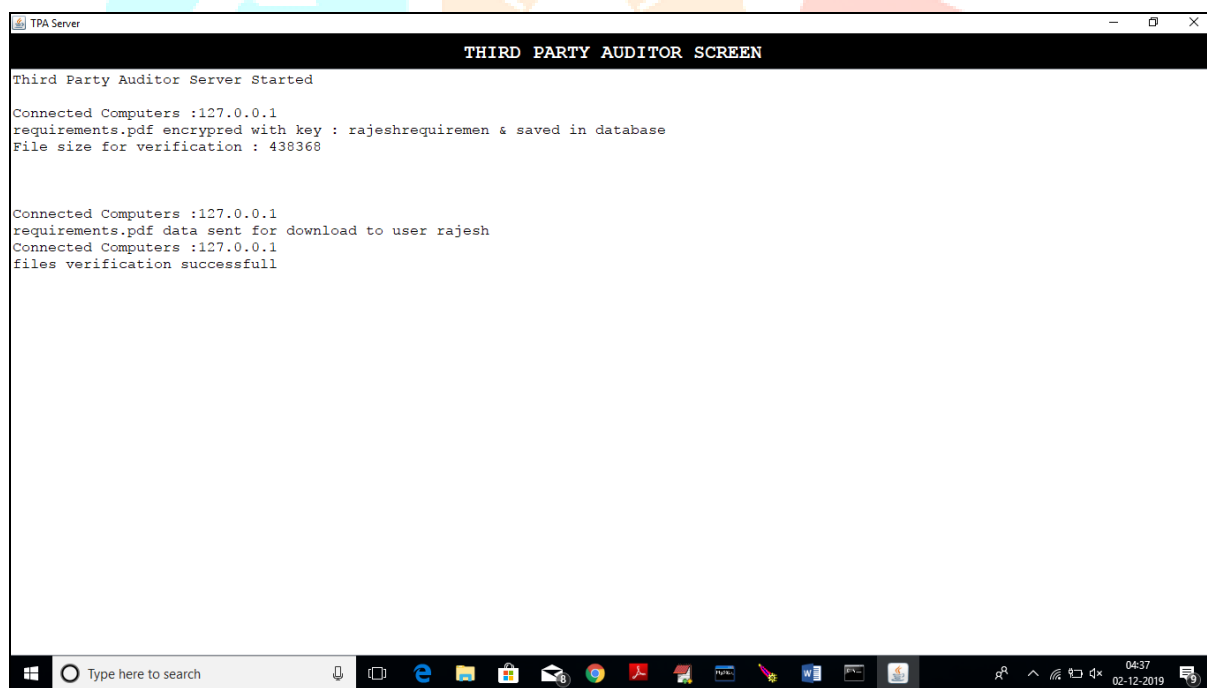 TPA Server
THIRD PARTY AUDITOR SCREEN
Third Party Auditor Server Started
Connected Computers :127.0.0.1
requirements.pdf encrypred with key : rajeshrequiremen & saved in database
File size for verification : 438368
Connected Computers :127.0.0.1
requirements.pdf data sent for download to user rajesh
Connected Computers :127.0.0.1
files verification successfull
Type here to search
04:37
02-12-2019